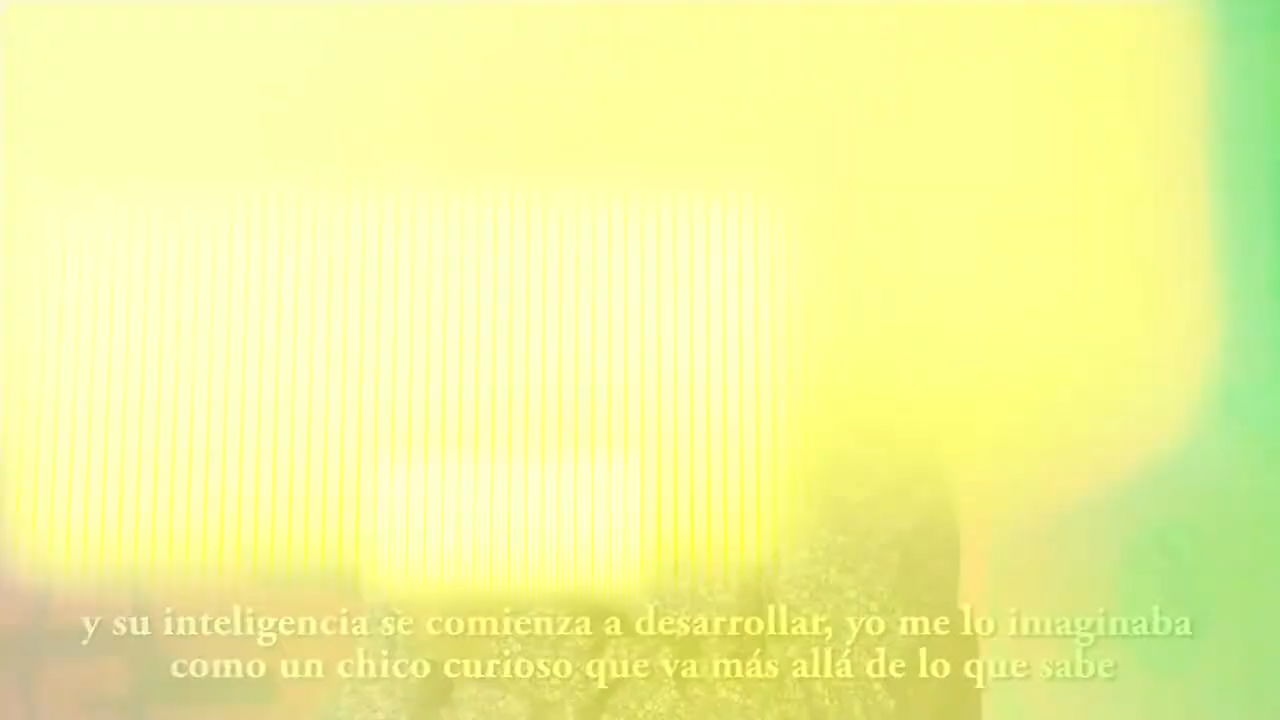 y su inteligencia se comienza a desarrollar, yo me lo imaginaba
como un chico curioso que va más allá de lo que sabe